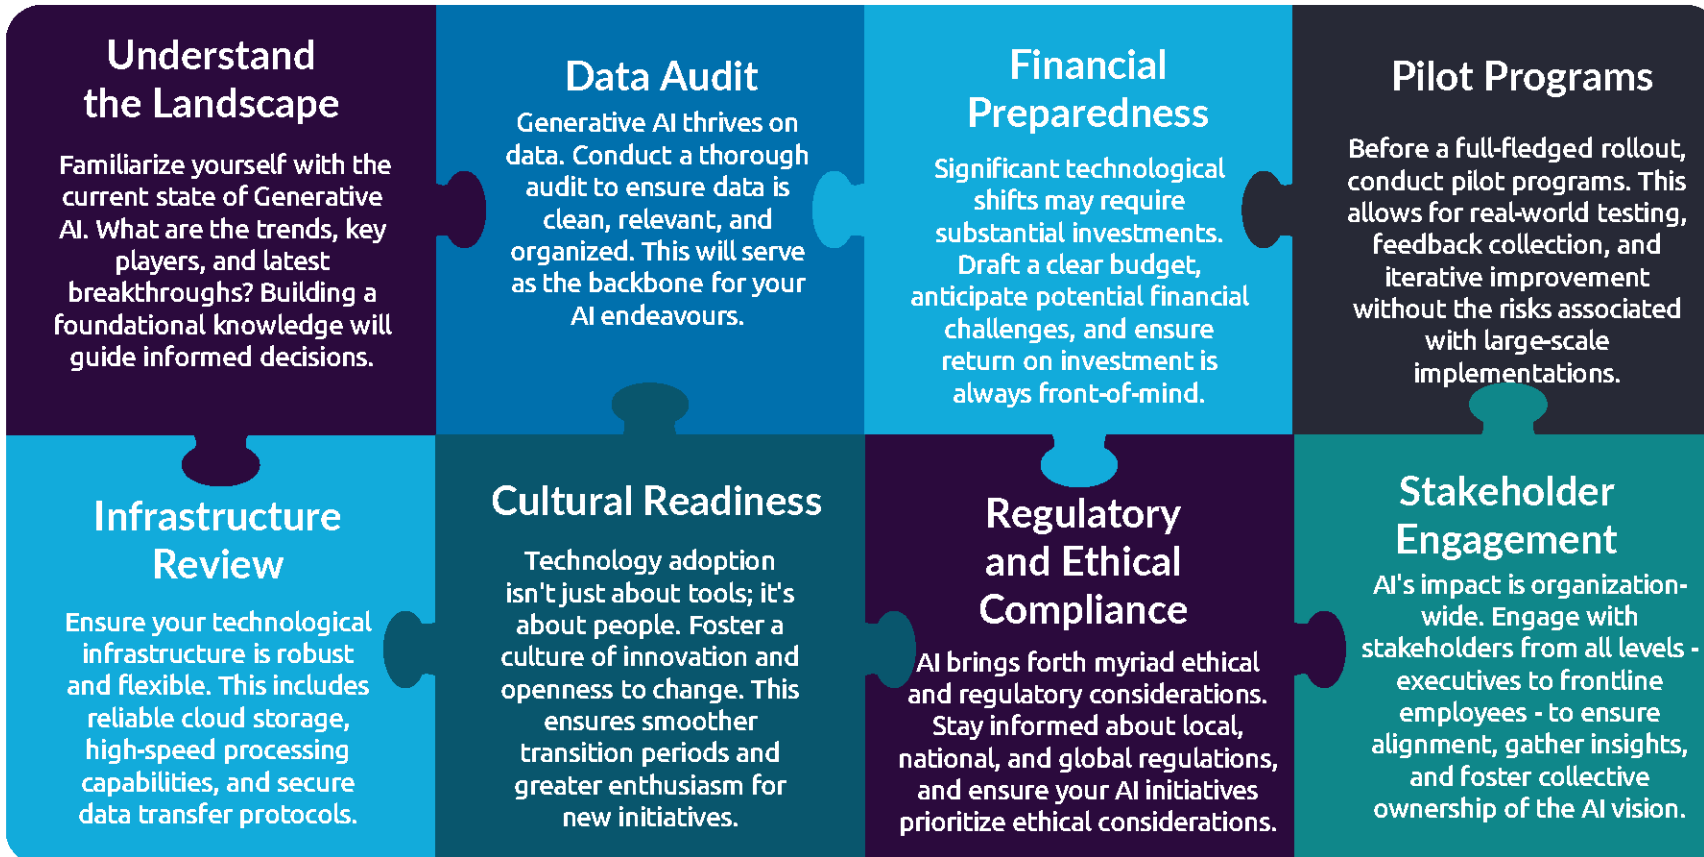 Understand
the Landscape
Familiarize yourself with the
current state of Generative
AI. What are the trends, key
players, and latest
breakthroughs? Building a
foundational knowledge will
guide informed decisions.
Data Audit
Generative AI thrives on
data. Conduct a thorough
audit to ensure data is
clean, relevant, and
organized. This will serve
as the backbone for your
AI endeavours.
Financial
Preparedness
Significant technological
shifts may require
substantial investments.
Draft a clear budget,
anticipate potential financial
challenges, and ensure
return on investment is
always front-of-mind.
Pilot Programs
Before a full-fledged rollout,
conduct pilot programs. This
allows for real-world testing,
feedback collection, and
iterative improvement
without the risks associated
with large-scale
implementations.
Infrastructure
Review
Ensure your technological
infrastructure is robust
and flexible. This includes
reliable cloud storage,
high-speed processing
capabilities, and secure
data transfer protocols.
Cultural Readiness
Technology adoption
isn't just about tools; it's
about people. Foster a
culture of innovation and
openness to change. This
ensures smoother
transition periods and
greater enthusiasm for
new initiatives.
Regulatory
and Ethical
Compliance
AI brings forth myriad ethical
and regulatory considerations.
Stay informed about local,
national, and global regulations,
and ensure your AI initiatives
prioritize ethical considerations.
Stakeholder
Engagement
AI's impact is organization-
wide. Engage with
stakeholders from all levels -
executives to frontline
employees - to ensure
alignment, gather insights,
and foster collective
ownership of the AI vision.